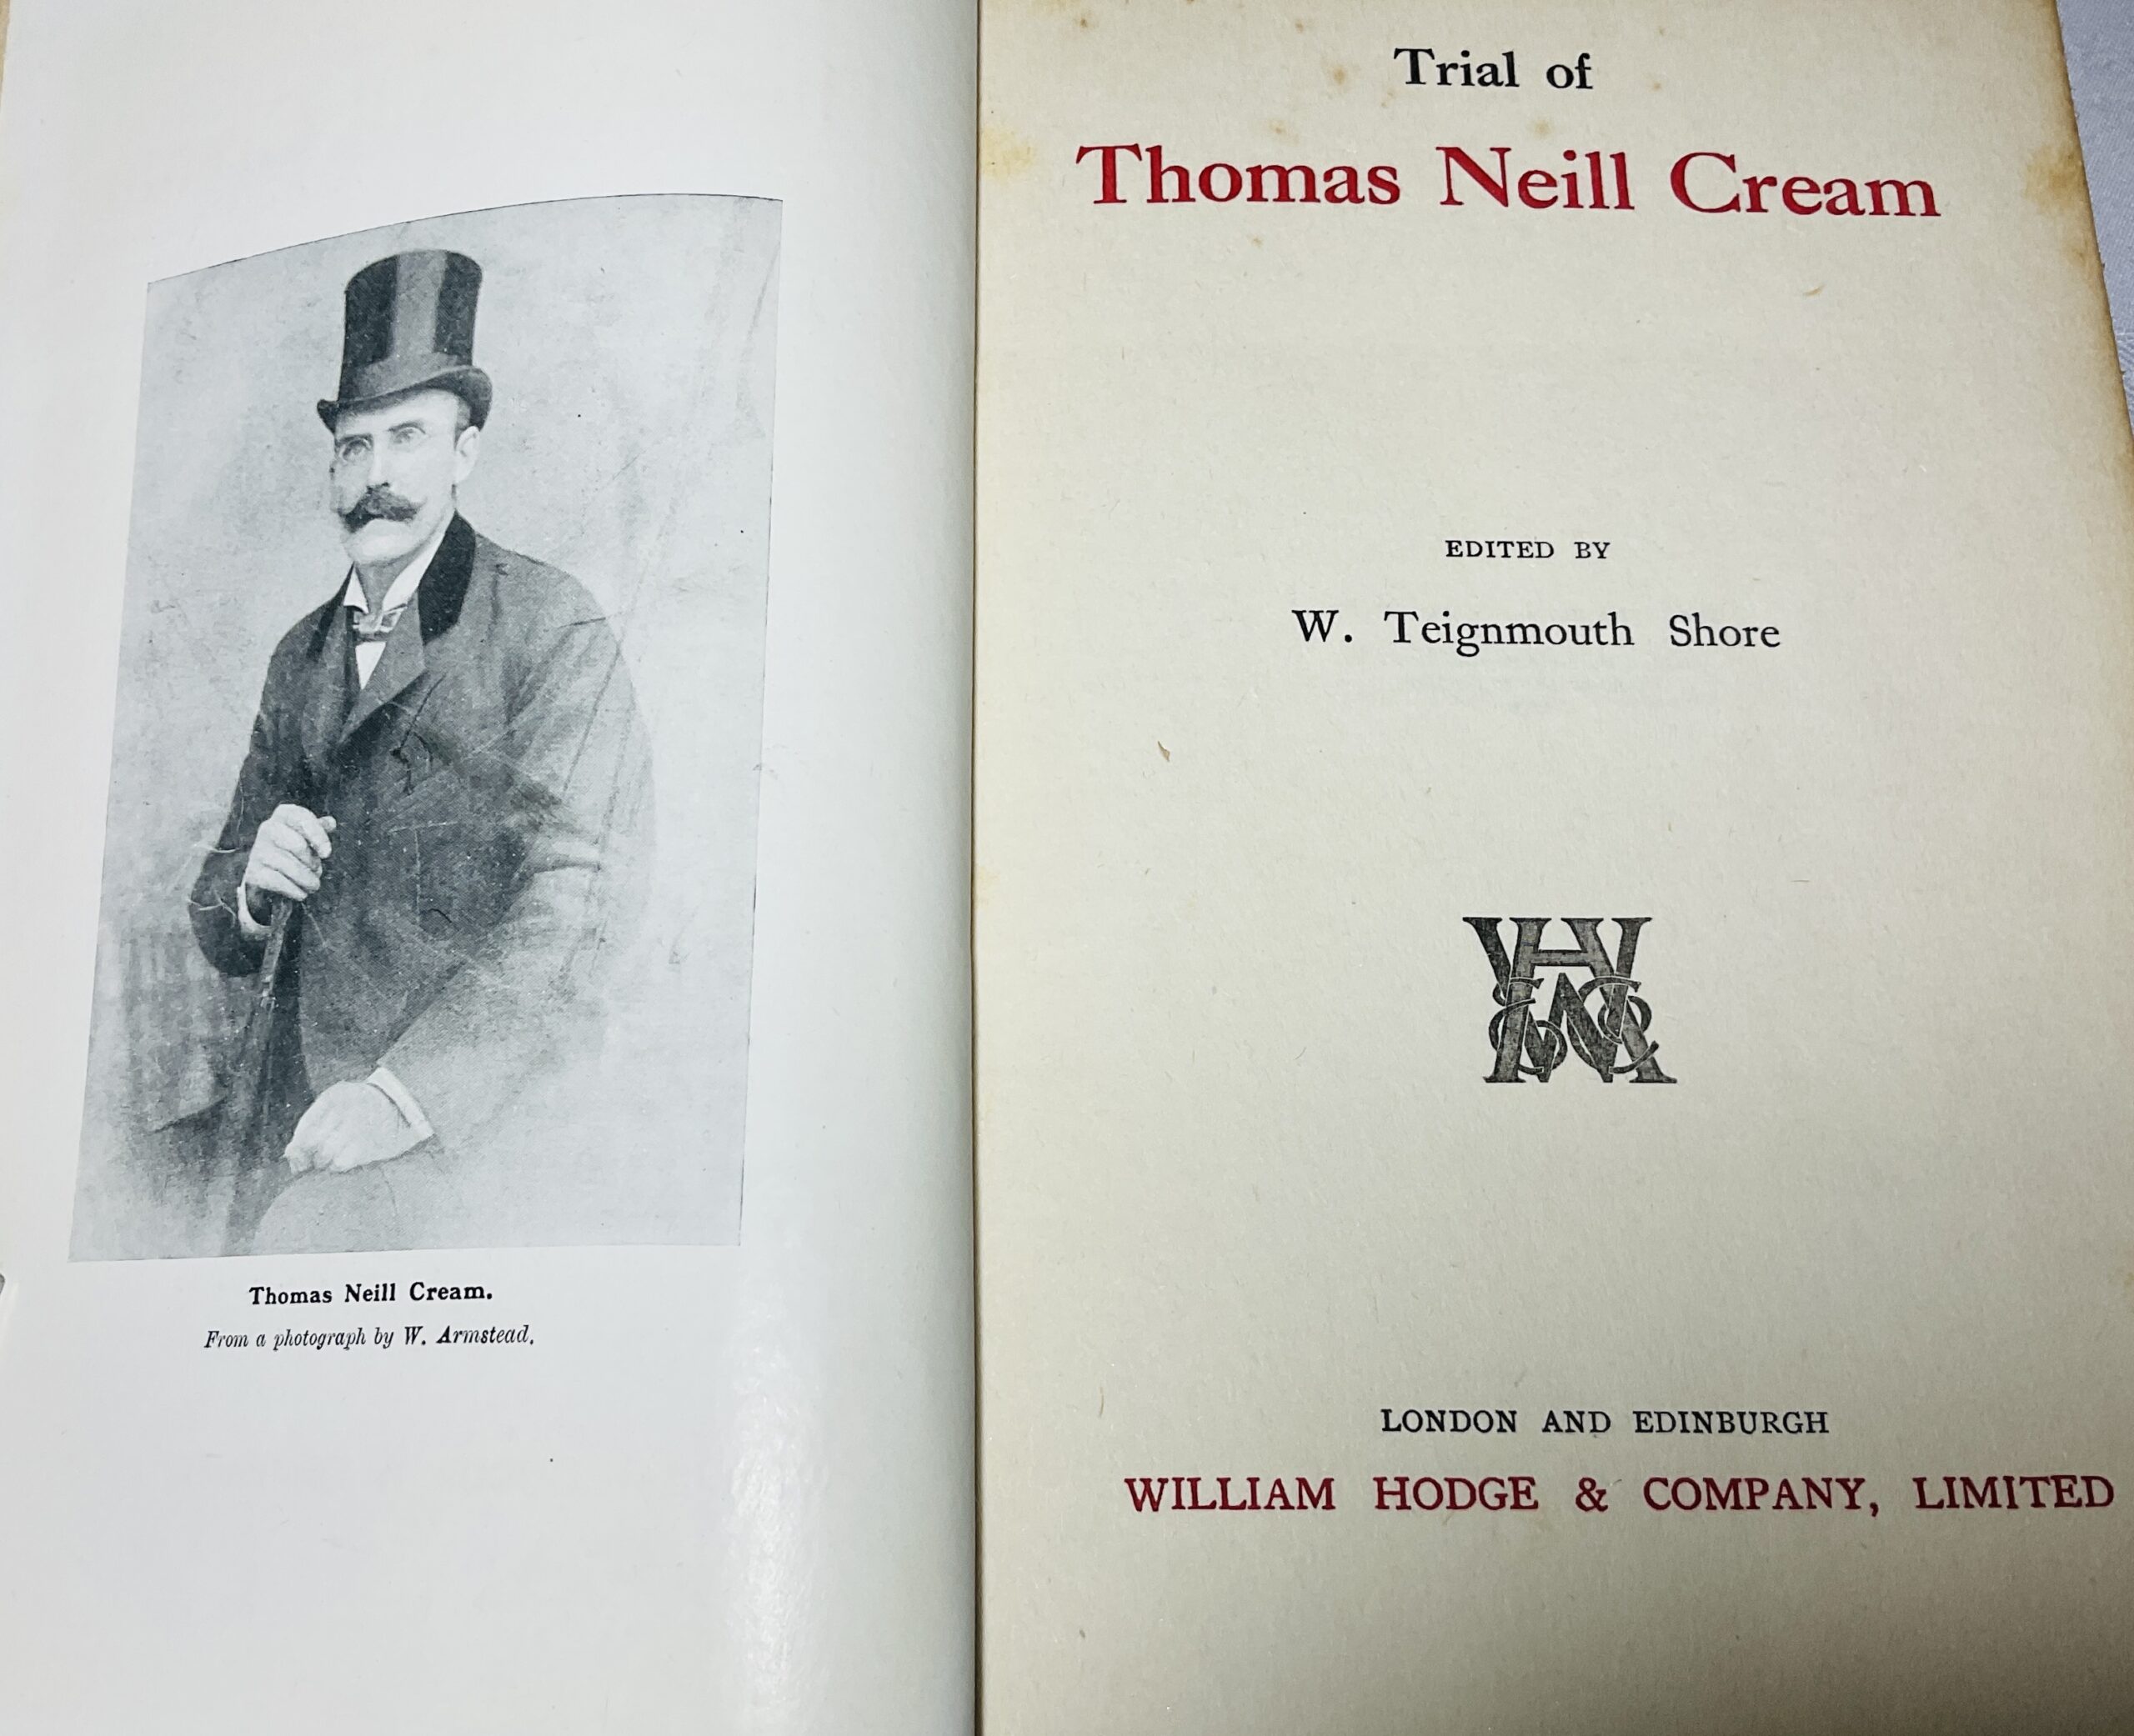 Thomas Neill Cream.
From a photograph by W. Armstead.
Trial of
Thomas Neill Cream
EDITED BY
W. Teignmouth Shore
LONDON AND EDINBURGH
WILLIAM HODGE & COMPANY, LIMITED